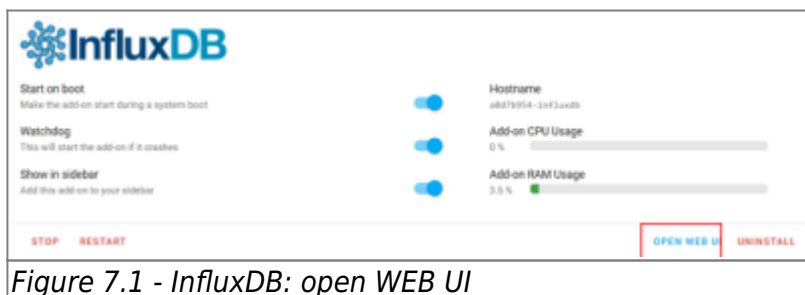 InfluxDB
Start on boot
Make the add-on start during a system boot
Hostname
a0d7b954-influxdb
Watchdog
This will start the add-on if it crashes
Add-on CPU Usage
0 %
Show in sidebar
Add this add-on to your sidebar
Add-on RAM Usage
3.5 %
STOP RESTART OPEN WEB UI UNINSTALL
Figure 7.1 - InfluxDB: open WEB UI